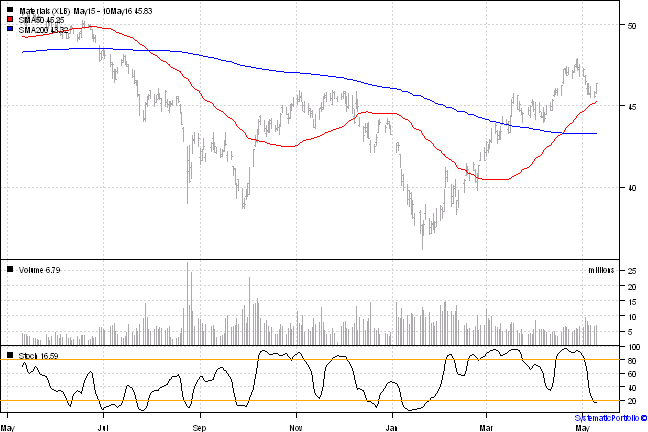 Materials (XLB) May15 - 10May16 45.83
SMA50 45.25
SMA200 43.32
50
45
40
Volume 6.79
millions
25
20
15
10
5
Stoch 16.59
100
80
60
40
20
May
Jul
Sep
Nov
Jan
Mar
May
SystematicPortfolio ©